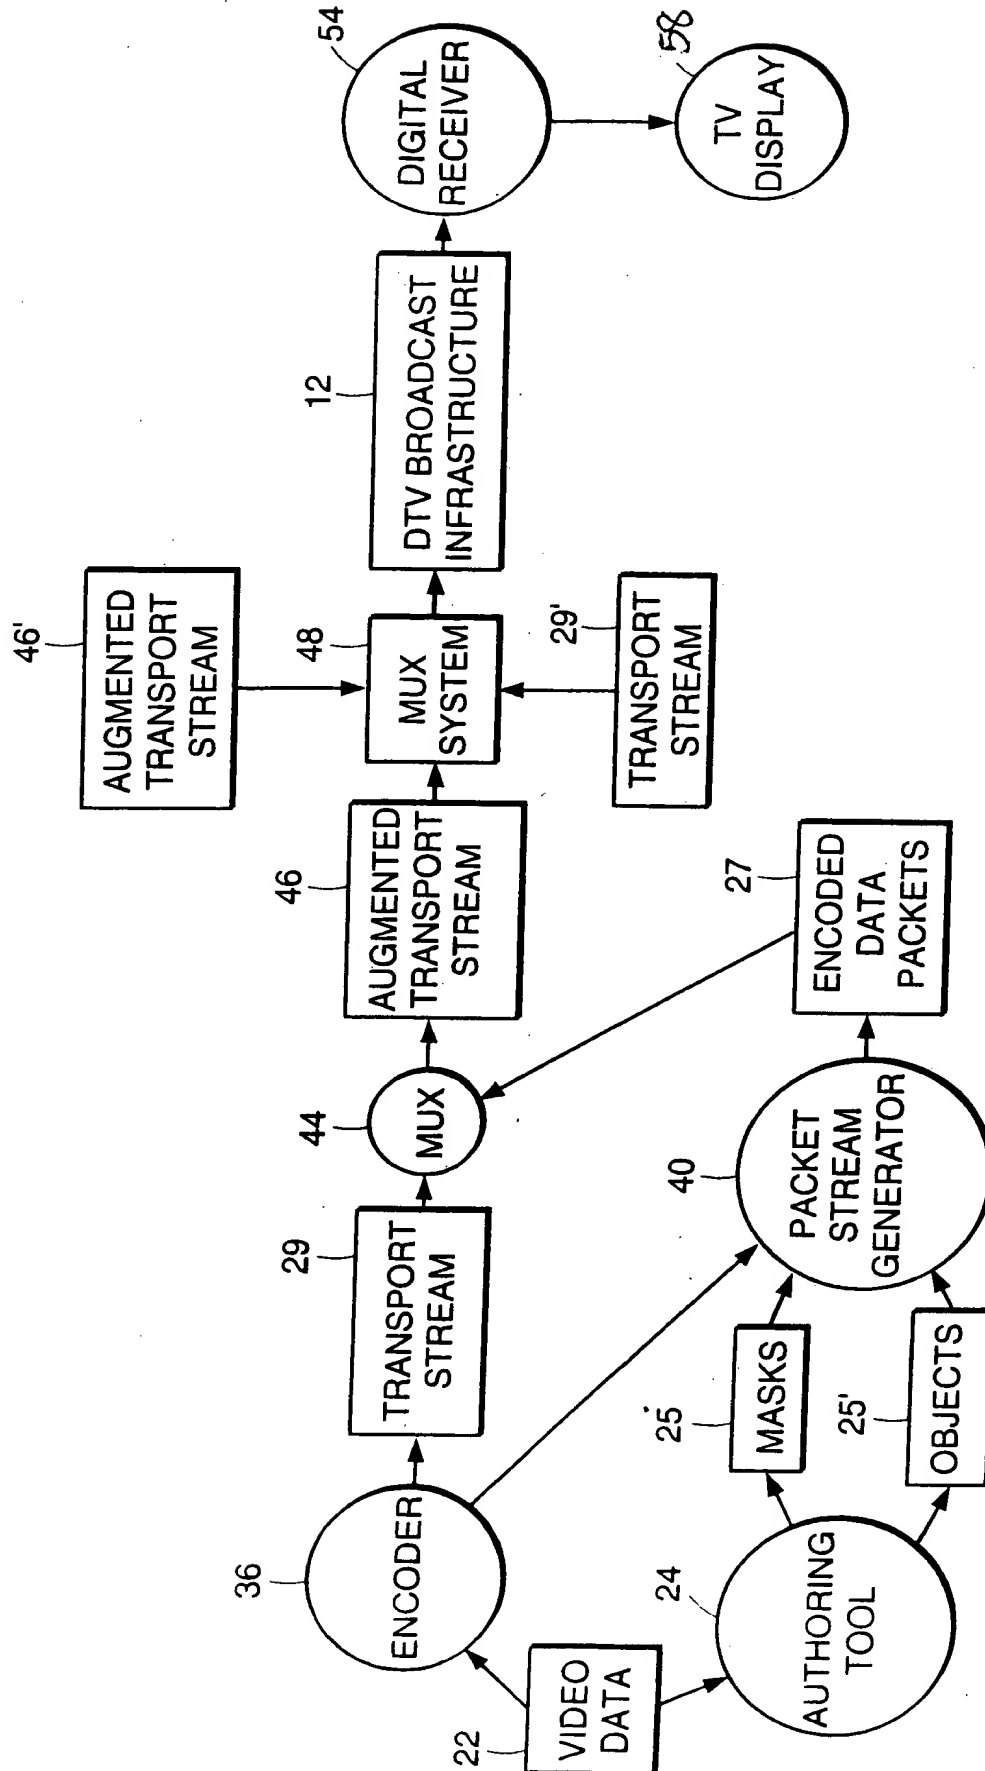 22
VIDEO
DATA
36
ENCODER
24
AUTHORING
TOOL
29
TRANSPORT
STREAM
25
MASKS
25'
OBJECTS
44
MUX
40
PACKET
STREAM
GENERATOR
46
AUGMENTED
TRANSPORT
STREAM
27
ENCODED
DATA
PACKETS
46'
AUGMENTED
TRANSPORT
STREAM
48
MUX
SYSTEM
29'
TRANSPORT
STREAM
12
DTV BROADCAST
INFRASTRUCTURE
54
DIGITAL
RECEIVER
58
TV
DISPLAY